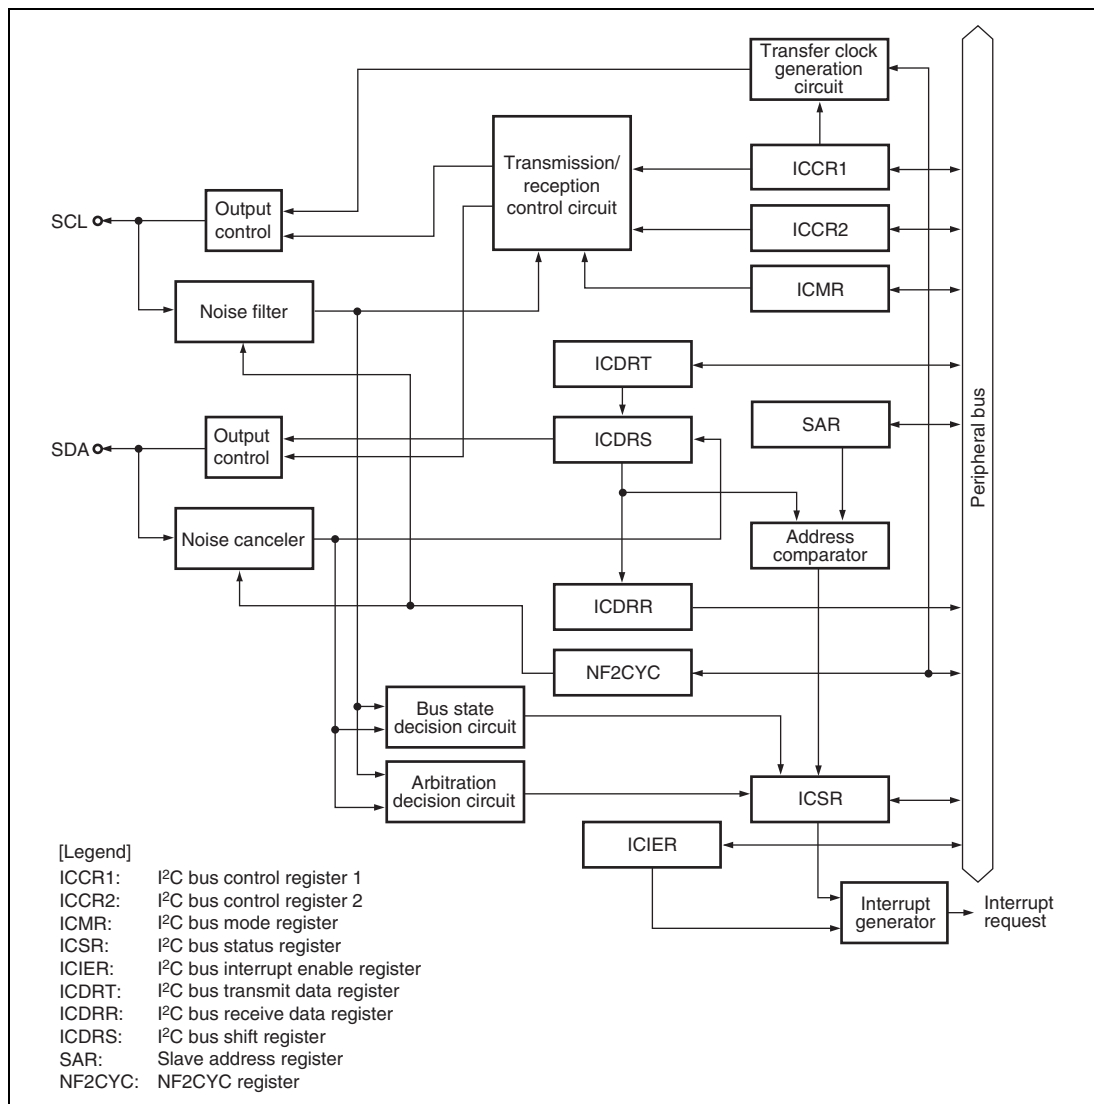 Transfer clock
generation
circuit
Transmission/
reception
control circuit
ICCR1
SCL
Output
control
ICCR2
ICMR
Noise filter
ICDRT
SAR
Peripheral bus
SDA
Output
control
ICDRS
Noise canceler
Address
comparator
ICDRR
NF2CYC
Bus state
decision circuit
Arbitration
decision circuit
ICSR
ICIER
Interrupt
generator
Interrupt
request
[Legend]
ICCR1: I²C bus control register 1
ICCR2: I²C bus control register 2
ICMR: I²C bus mode register
ICSR: I²C bus status register
ICIER: I²C bus interrupt enable register
ICDRT: I²C bus transmit data register
ICDRR: I²C bus receive data register
ICDRS: I²C bus shift register
SAR: Slave address register
NF2CYC: NF2CYC register